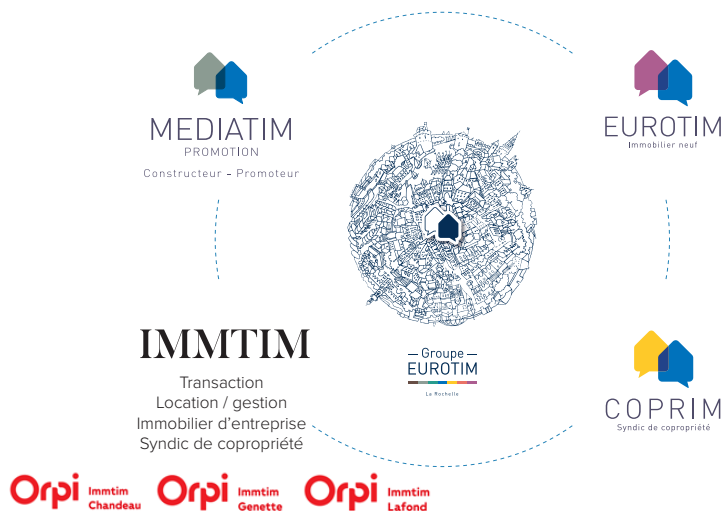 MEDIATIM
PROMOTION
Constructeur - Promoteur
EUROTIM
Immobilier neuf
IMMTIM
Transaction
Location / gestion
Immobilier d'entreprise
Syndic de copropriété
Groupe
EUROTIM
La Rochelle
COPRIM
Syndic de copropriété
Orpi Immtim
Chandeau
Orpi Immtim
Genette
Orpi Immtim
Lafond